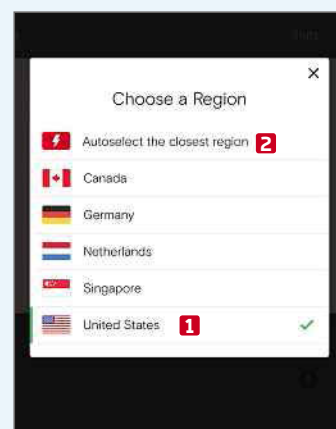 Choose a Region
Autoselect the closest region 2
Canada
Germany
Netherlands
Singapore
United States 1